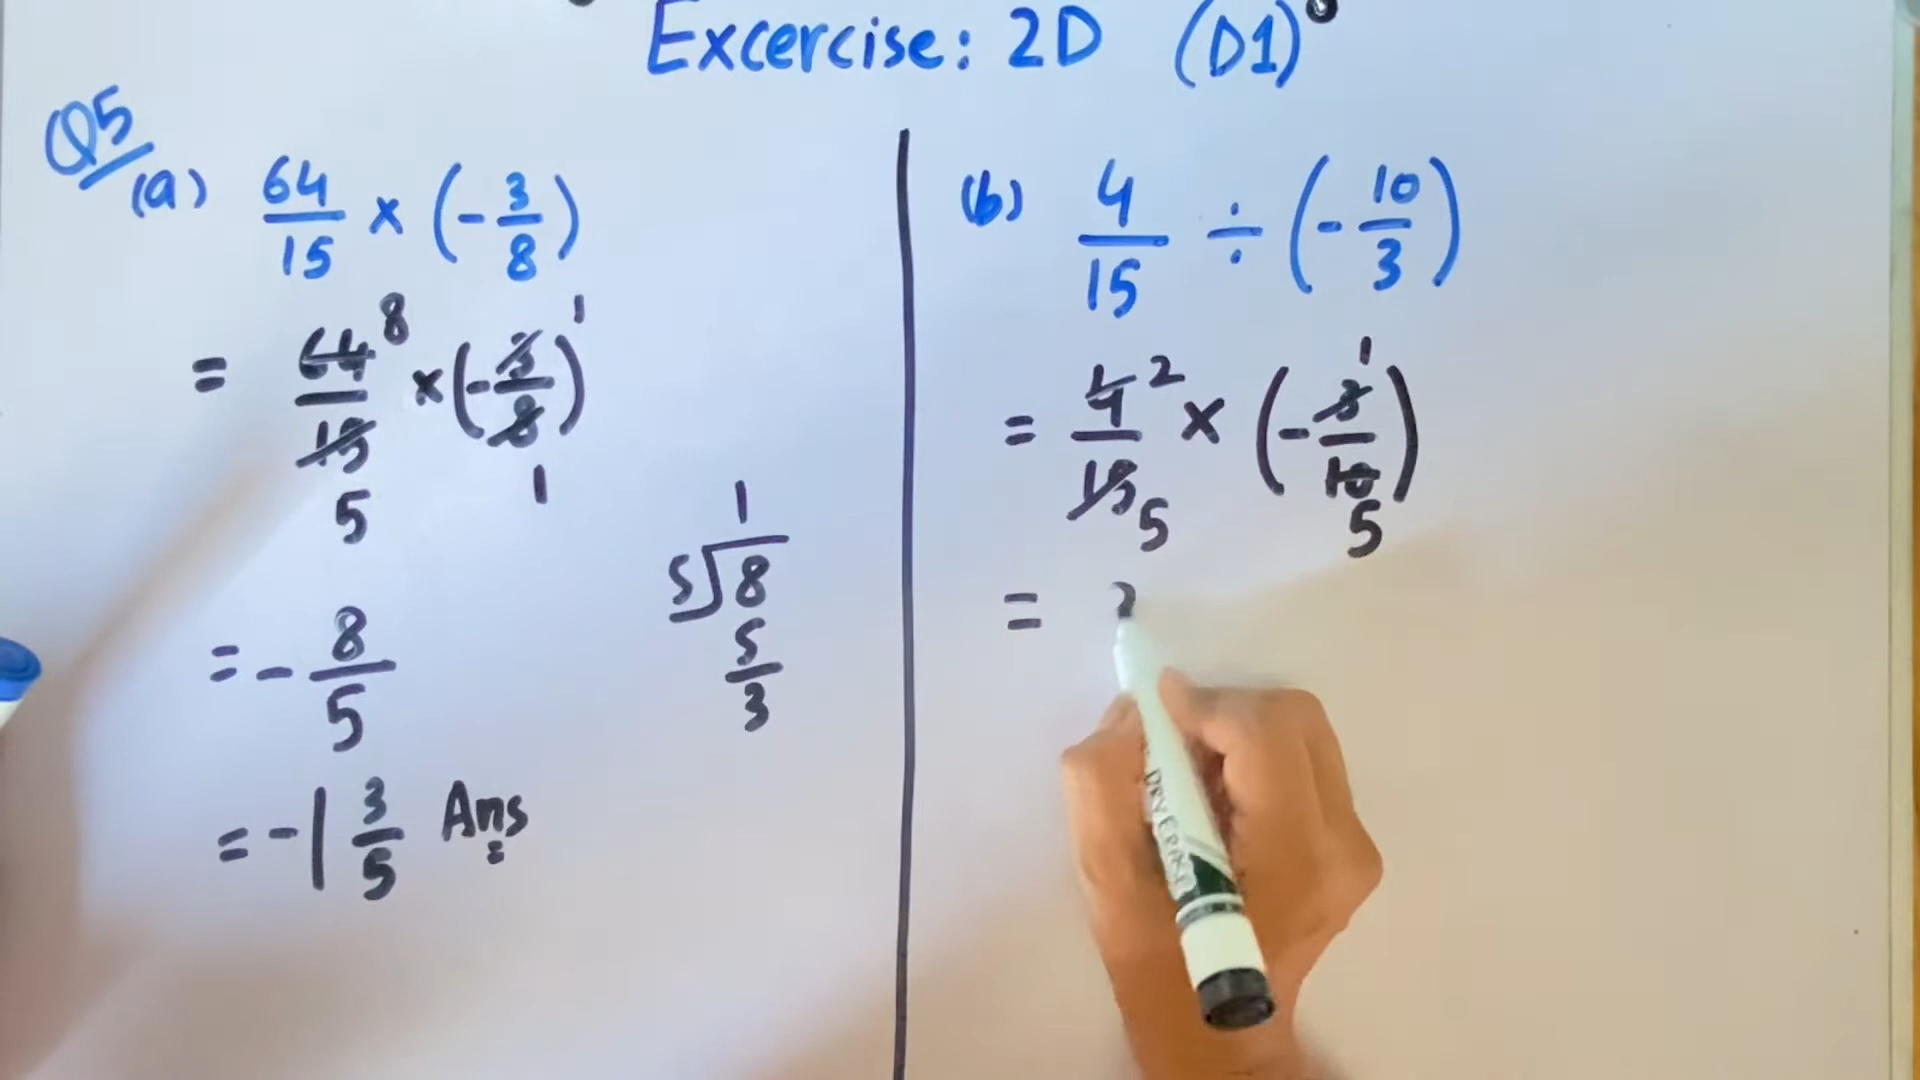 Excercise: 2D (D1)
Q5
(a) 64/15 × (-3/8)
= 64/15 × (-3/8)
8 1
5 1
= -8/5
= -1 3/5 Ans
1
5)8
5
3
(b) 4/15 ÷ (-10/3)
= 4/15 × (-3/10)
2 1
5 5
=
DRY ERASE